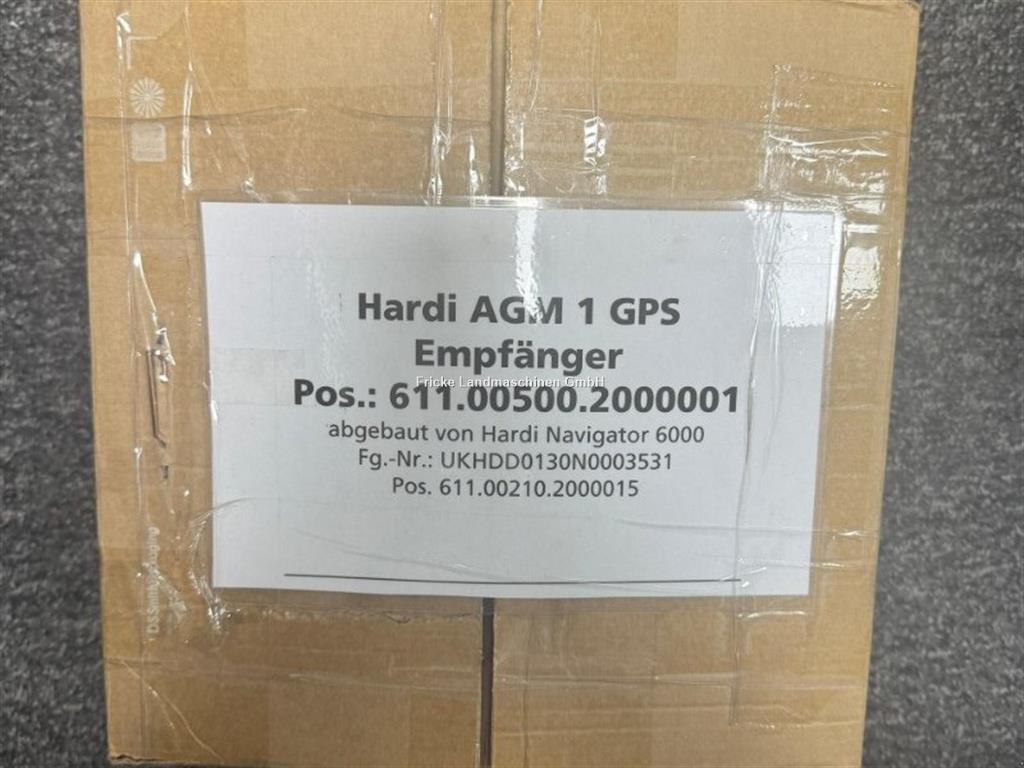 Hardi AGM 1 GPS
Empfänger
Fricke Landmaschinen GmbH
Pos.: 611.00500.2000001
abgebaut von Hardi Navigator 6000
Fg.-Nr.: UKHDD0130N0003531
Pos. 611.00210.2000015